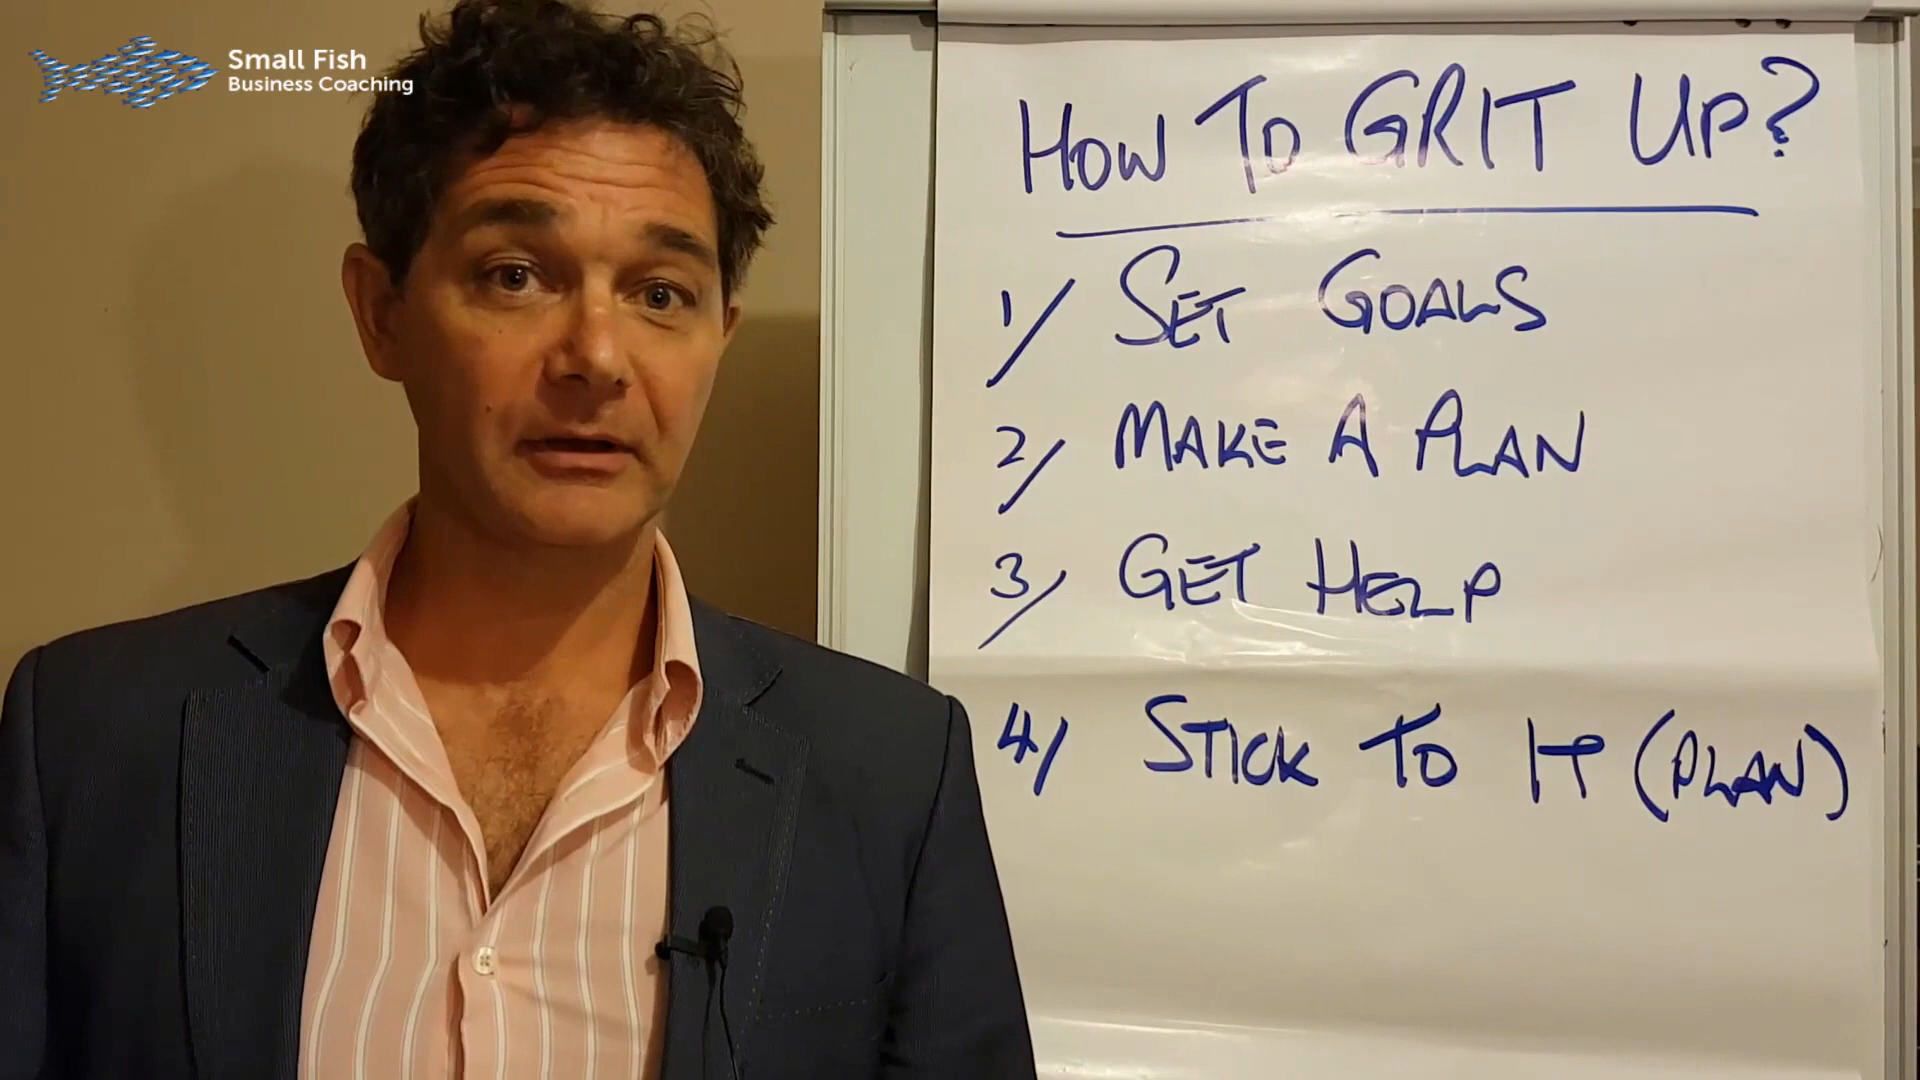 Small Fish
Business Coaching
HOW TO GRIT UP?
1/ SET GOALS
2/ MAKE A PLAN
3/ GET HELP
4/ STICK TO IT (PLAN)